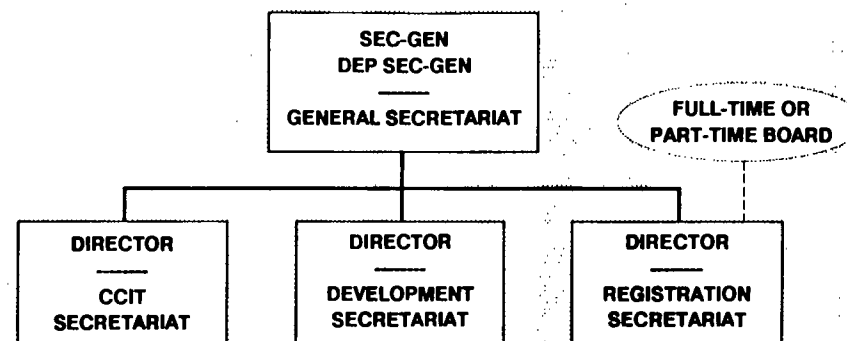 SEC-GEN
DEP SEC-GEN
GENERAL SECRETARIAT
FULL-TIME OR
PART-TIME BOARD
DIRECTOR
CCIT
SECRETARIAT
DIRECTOR
DEVELOPMENT
SECRETARIAT
DIRECTOR
REGISTRATION
SECRETARIAT